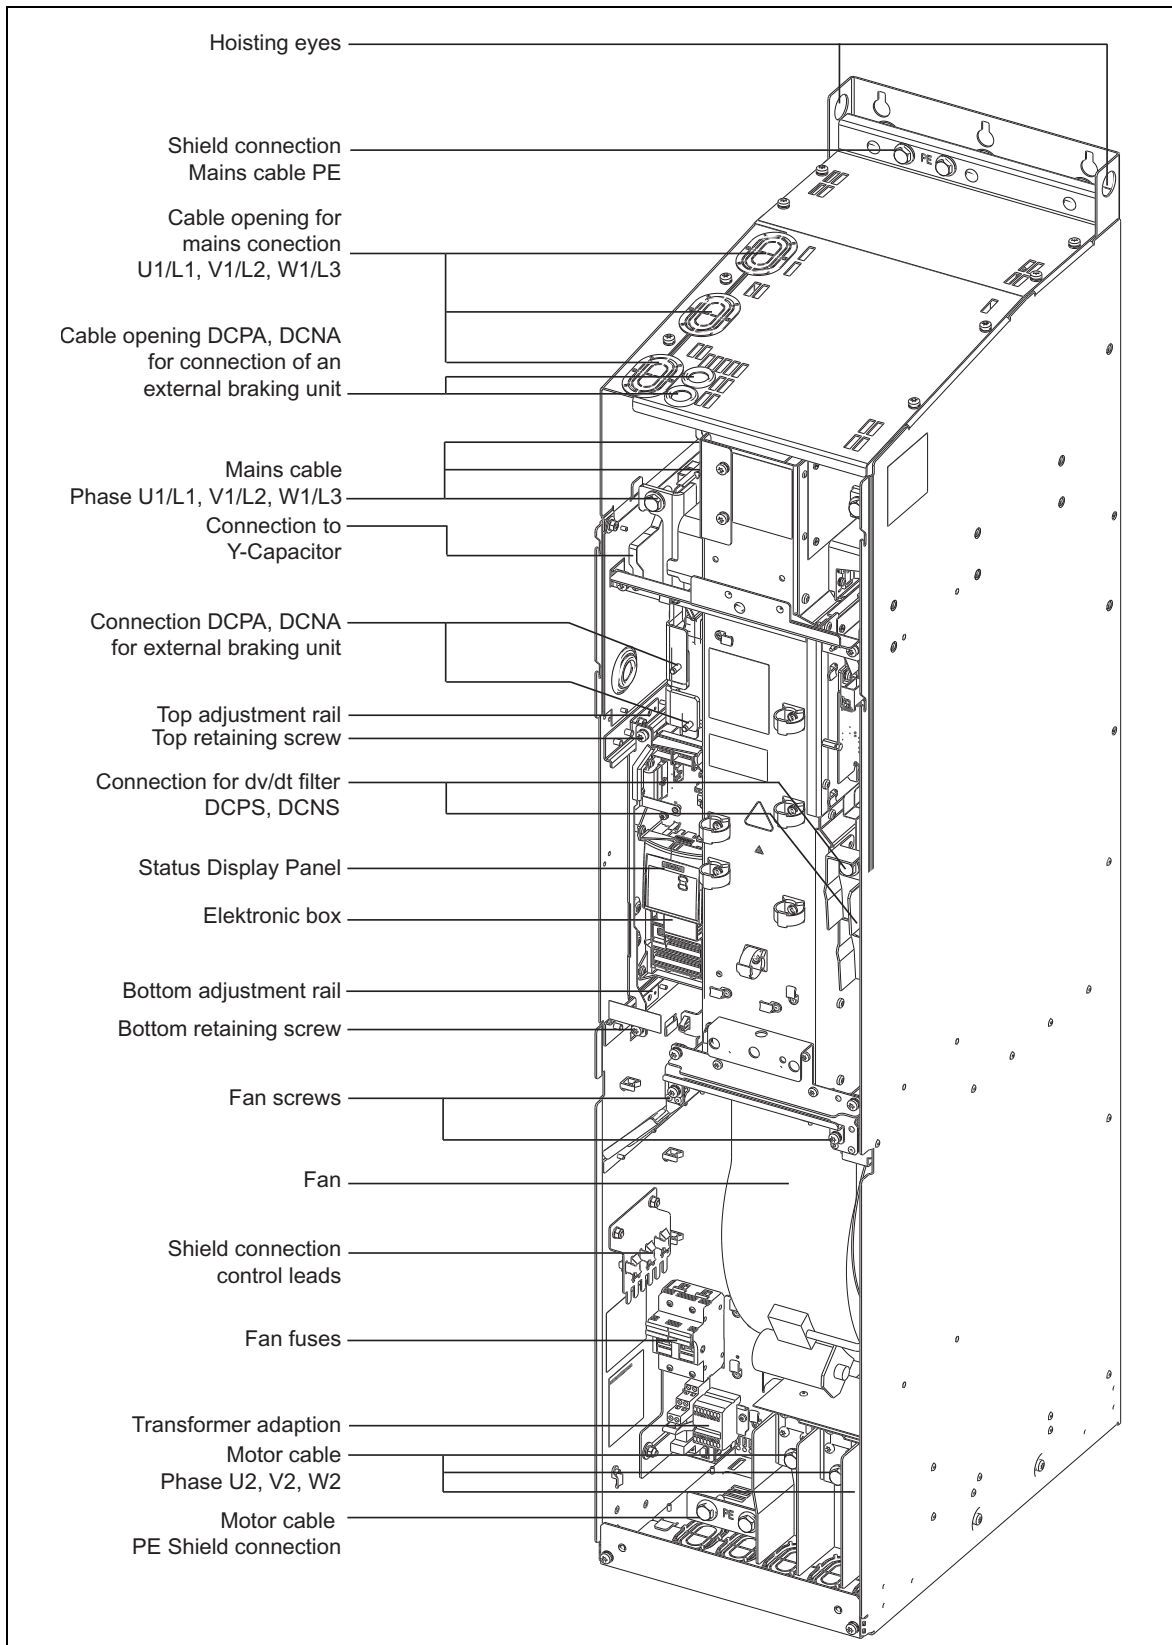 Hoisting eyes
Shield connection
Mains cable PE
PE
Cable opening for
mains conection
U1/L1, V1/L2, W1/L3
Cable opening DCPA, DCNA
for connection of an
external braking unit
Mains cable
Phase U1/L1, V1/L2, W1/L3
Connection to
Y-Capacitor
Connection DCPA, DCNA
for external braking unit
Top adjustment rail
Top retaining screw
Connection for dv/dt filter
DCPS, DCNS
Status Display Panel
Elektronic box
Bottom adjustment rail
Bottom retaining screw
Fan screws
Fan
Shield connection
control leads
Fan fuses
Transformer adaption
Motor cable
Phase U2, V2, W2
Motor cable
PE Shield connection
PE